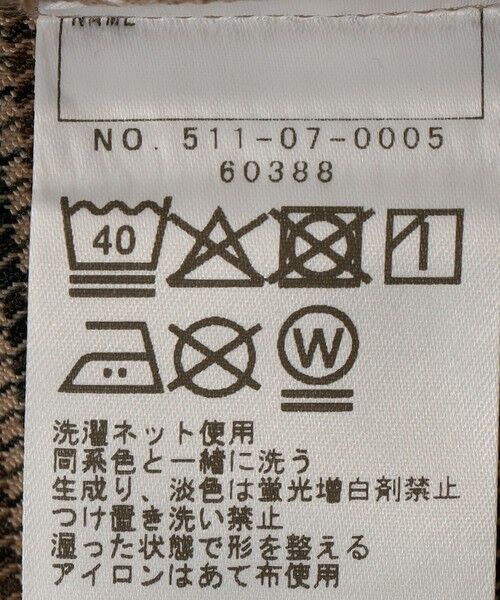 NAME
NO. 511-07-0005
60388
40
W
洗濯ネット使用
同系色と一緒に洗う
生成り、淡色は蛍光増白剤禁止
つけ置き洗い禁止
湿った状態で形を整える
アイロンはあて布使用